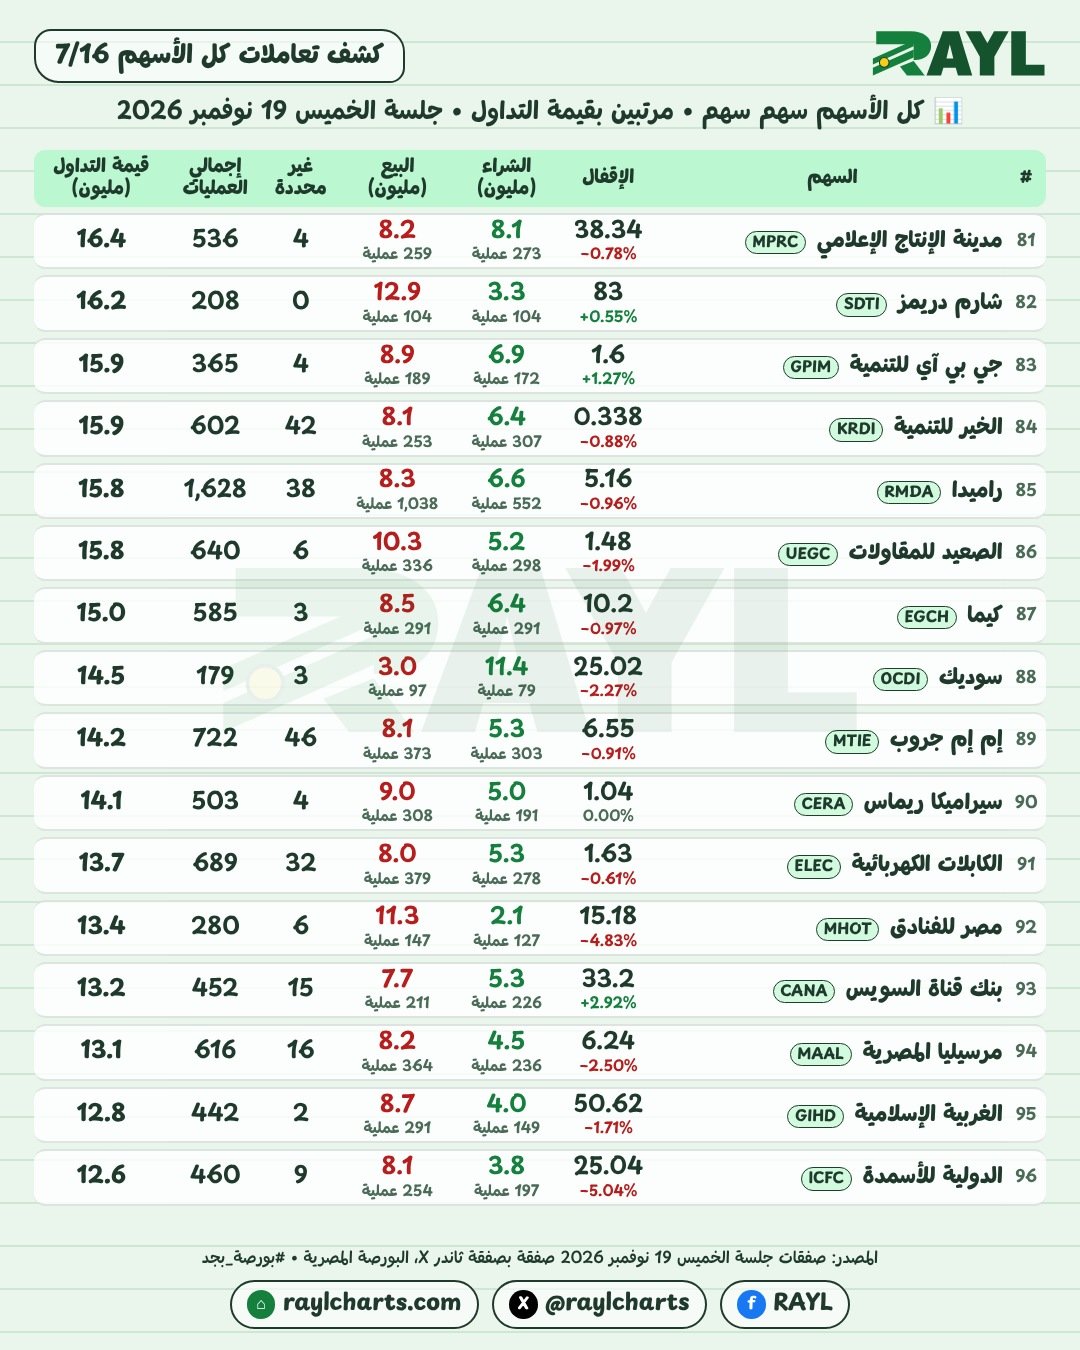 RAYL
كشف تعاملات كل الأسهم 7/16
📊 كل الأسهم سهم سهم • مرتبين بقيمة التداول • جلسة الخميس 19 نوفمبر 2026
# السهم الإقفال الشراء (مليون) البيع (مليون) غير محددة إجمالي العمليات قيمة التداول (مليون)
81 مدينة الإنتاج الإعلامي MPRC 38.34 8.1 8.2 4 536 16.4
−0.78% 273 عملية 259 عملية
82 شارم دريمز SDTI 83 3.3 12.9 0 208 16.2
+0.55% 104 عملية 104 عملية
83 جي بي آي للتنمية GPIM 1.6 6.9 8.9 4 365 15.9
+1.27% 172 عملية 189 عملية
84 الخير للتنمية KRDI 0.338 6.4 8.1 42 602 15.9
−0.88% 307 عملية 253 عملية
85 راميدا RMDA 5.16 6.6 8.3 38 1,628 15.8
−0.96% 552 عملية 1,038 عملية
86 الصعيد للمقاولات UEGC 1.48 5.2 10.3 6 640 15.8
−1.99% 298 عملية 336 عملية
87 كيما EGCH 10.2 6.4 8.5 3 585 15.0
−0.97% 291 عملية 291 عملية
88 سوديك OCDI 25.02 11.4 3.0 3 179 14.5
−2.27% 79 عملية 97 عملية
89 إم إم جروب MTIE 6.55 5.3 8.1 46 722 14.2
−0.91% 303 عملية 373 عملية
90 سيراميكا ريماس CERA 1.04 5.0 9.0 4 503 14.1
0.00% 191 عملية 308 عملية
91 الكابلات الكهربائية ELEC 1.63 5.3 8.0 32 689 13.7
−0.61% 278 عملية 379 عملية
92 مصر للفنادق MHOT 15.18 2.1 11.3 6 280 13.4
−4.83% 127 عملية 147 عملية
93 بنك قناة السويس CANA 33.2 5.3 7.7 15 452 13.2
+2.92% 226 عملية 211 عملية
94 مرسيليا المصرية MAAL 6.24 4.5 8.2 16 616 13.1
−2.50% 236 عملية 364 عملية
95 الغربية الإسلامية GIHD 50.62 4.0 8.7 2 442 12.8
−1.71% 149 عملية 291 عملية
96 الدولية للأسمدة ICFC 25.04 3.8 8.1 9 460 12.6
−5.04% 197 عملية 254 عملية
RAYL
المصدر: صفقات جلسة الخميس 19 نوفمبر 2026 صفقة بصفقة ثاندر X، البورصة المصرية • #بورصة_بجد
raylcharts.com @raylcharts RAYL